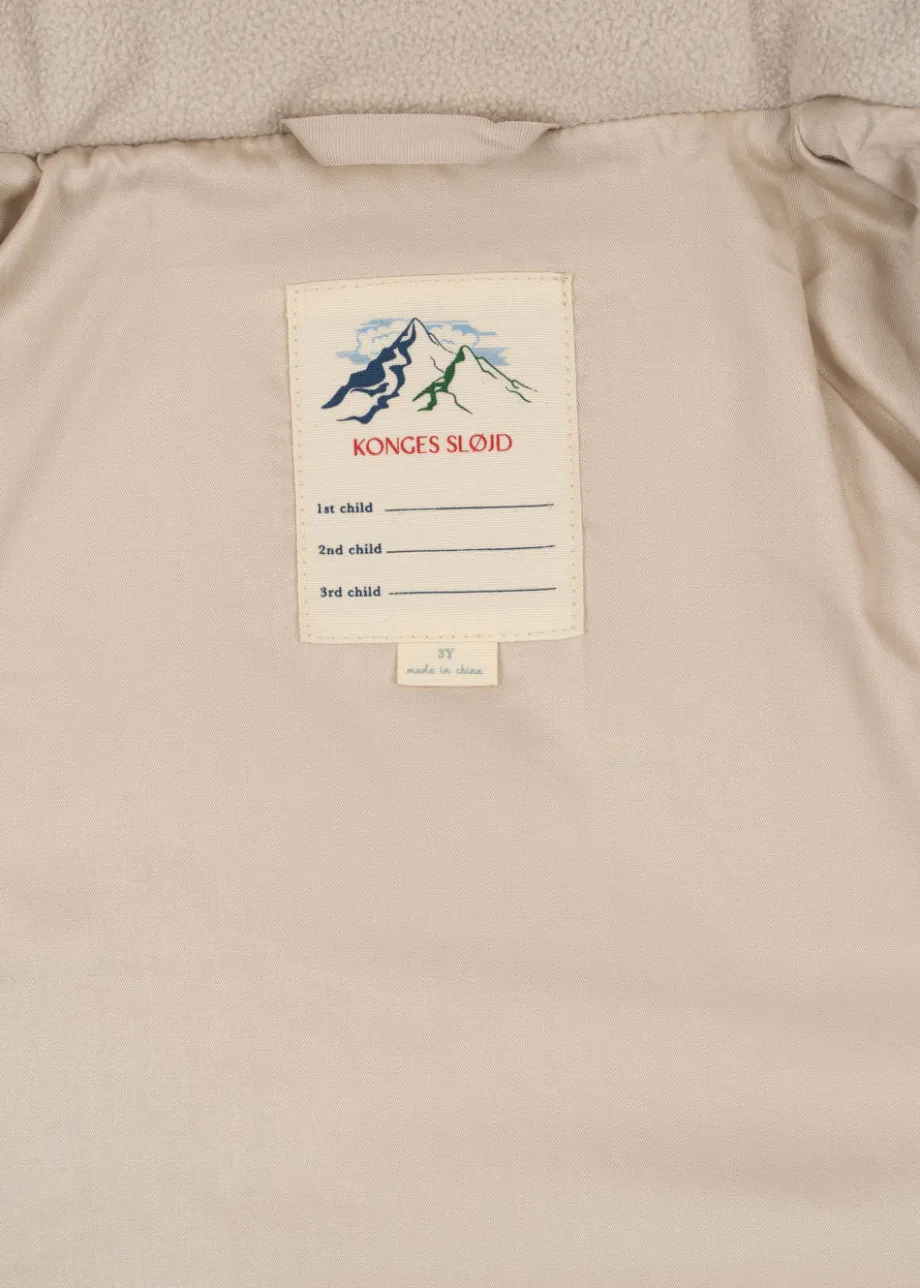 KONGES SLØJD
1st child
2nd child
3rd child
3Y
made in china